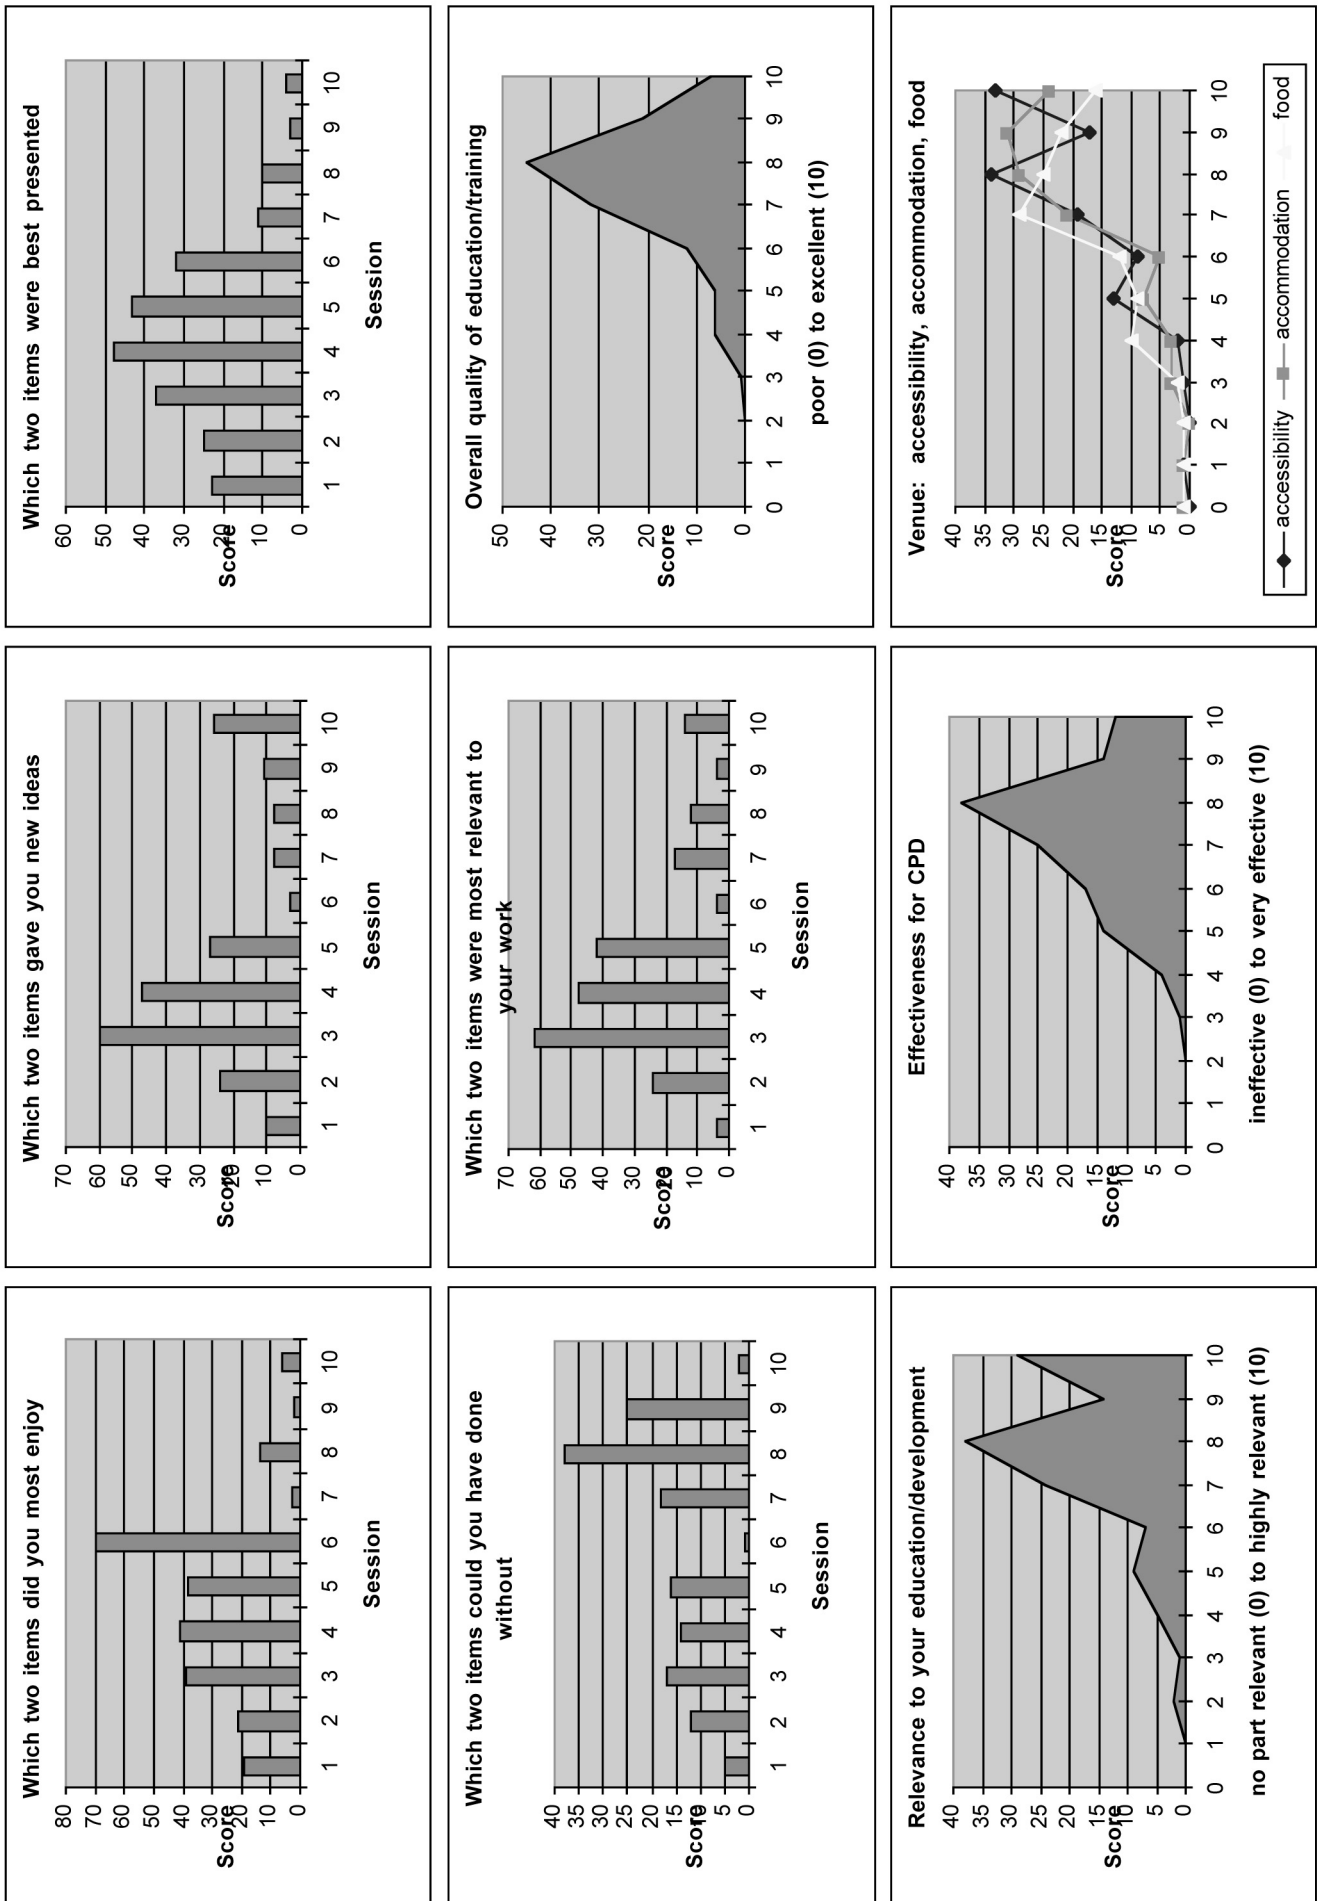 Which two items did you most enjoy
80
70
60
50
40
30
20
10
0
Score
1 2 3 4 5 6 7 8 9 10
Session
Which two items gave you new ideas
70
60
50
40
30
20
10
0
Score
1 2 3 4 5 6 7 8 9 10
Session
Which two items were best presented
60
50
40
30
20
10
0
Score
1 2 3 4 5 6 7 8 9 10
Session
Which two items could you have done
without
40
35
30
25
20
15
10
5
0
Score
1 2 3 4 5 6 7 8 9 10
Session
Which two items were most relevant to
your work
70
60
50
40
30
20
10
0
Score
1 2 3 4 5 6 7 8 9 10
Session
Overall quality of education/training
50
40
30
20
10
0
Score
0 1 2 3 4 5 6 7 8 9 10
poor (0) to excellent (10)
Relevance to your education/development
40
35
30
25
20
15
10
5
0
Score
0 1 2 3 4 5 6 7 8 9 10
no part relevant (0) to highly relevant (10)
Effectiveness for CPD
40
35
30
25
20
15
10
5
0
Score
0 1 2 3 4 5 6 7 8 9 10
ineffective (0) to very effective (10)
Venue: accessibility, accommodation, food
40
35
30
25
20
15
10
5
0
Score
0 1 2 3 4 5 6 7 8 9 10
accessibility accommodation food